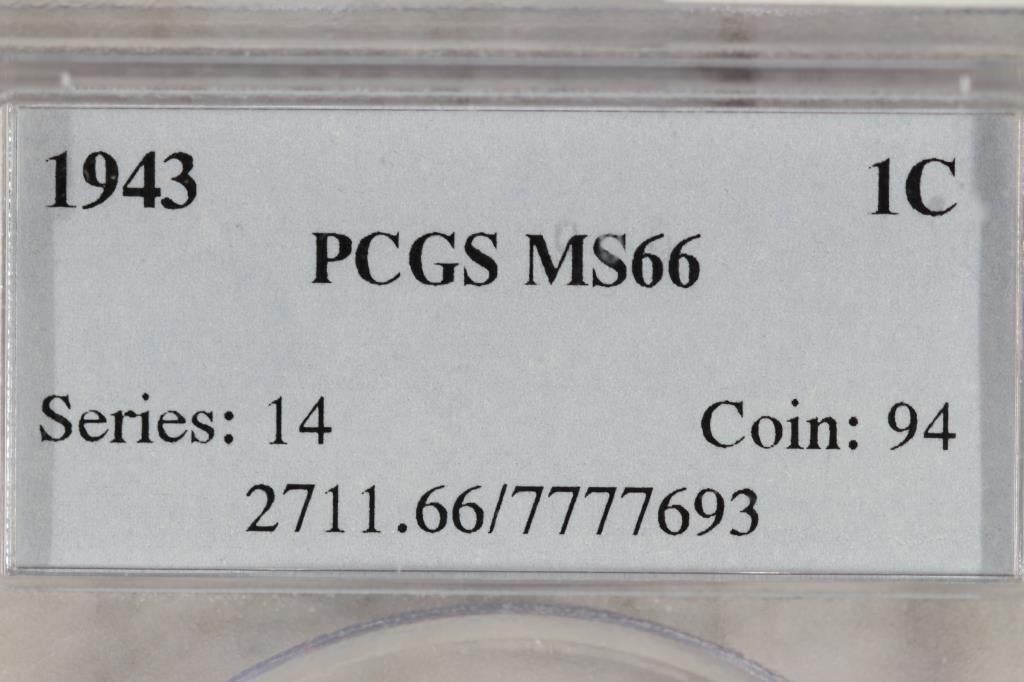 1943 1C
PCGS MS66
Series: 14 Coin: 94
2711.66/7777693